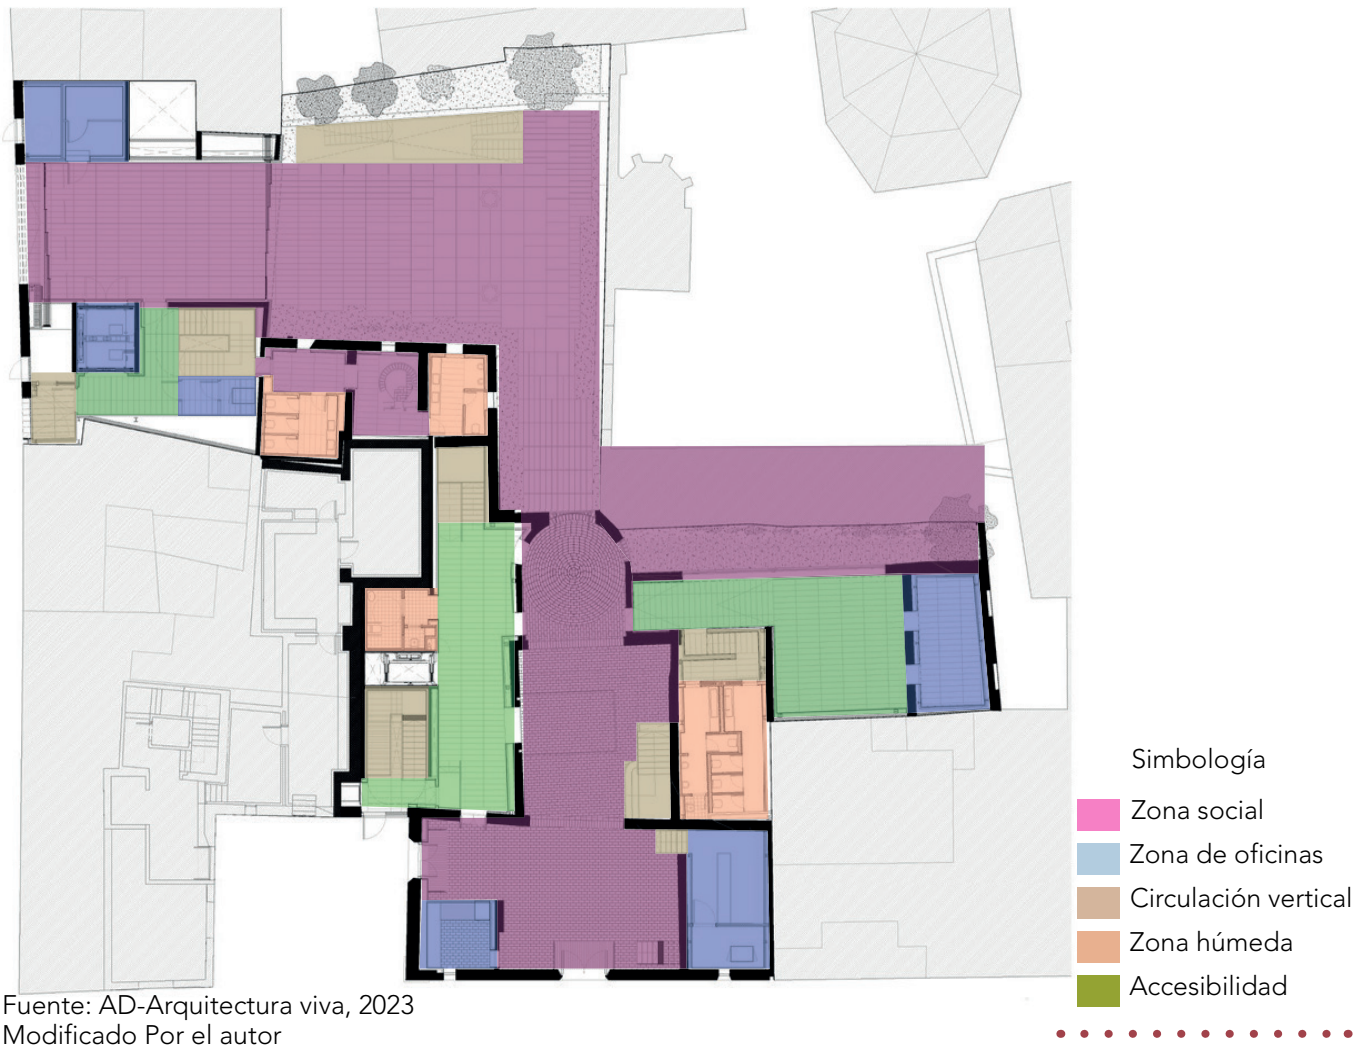 Simbología
Zona social
Zona de oficinas
Circulación vertical
Zona húmeda
Accesibilidad
Fuente: AD-Arquitectura viva, 2023
Modificado Por el autor